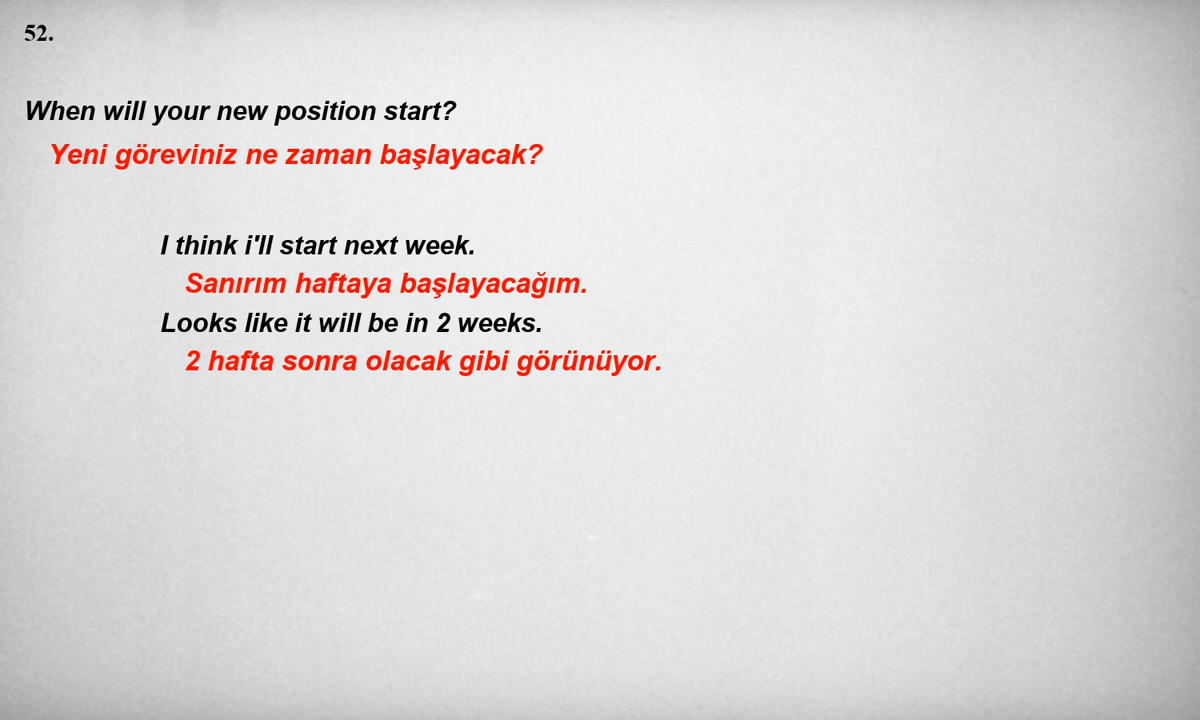 52.
When will your new position start?
Yeni göreviniz ne zaman başlayacak?
I think i'll start next week.
Sanırım haftaya başlayacağım.
Looks like it will be in 2 weeks.
2 hafta sonra olacak gibi görünüyor.